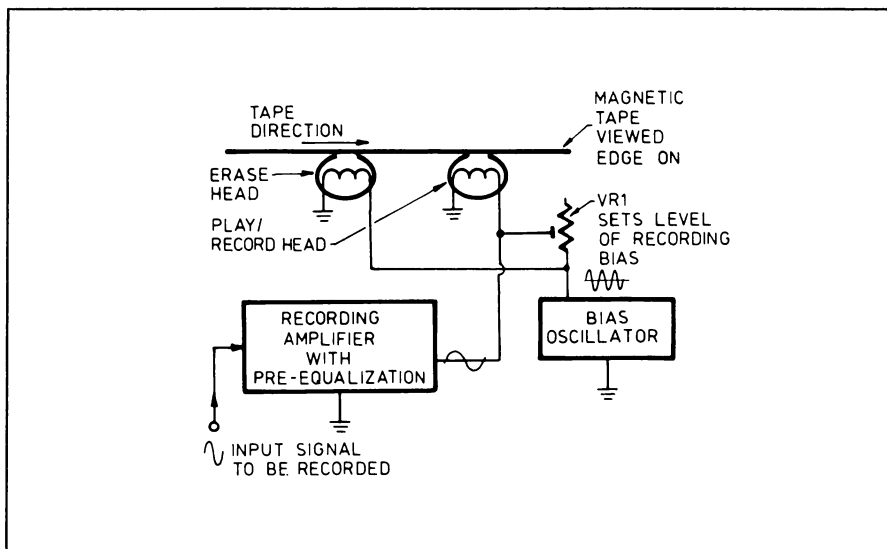 TAPE
DIRECTION
MAGNETIC
TAPE
VIEWED
EDGE ON
ERASE
HEAD
PLAY/
RECORD HEAD
VR1
SETS LEVEL
OF RECORDING
BIAS
RECORDING
AMPLIFIER
WITH
PRE-EQUALIZATION
BIAS
OSCILLATOR
INPUT SIGNAL
TO BE RECORDED